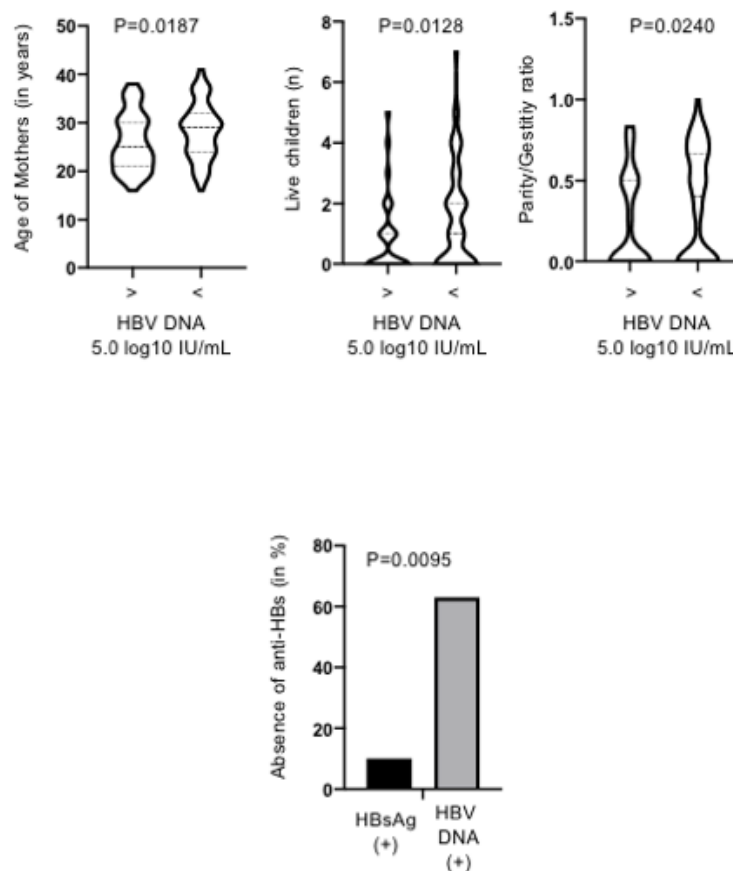 Age of Mothers (in years)
50
40
30
20
10
0
P=0.0187
>
<
HBV DNA
5.0 log10 IU/mL
Live children (n)
8
6
4
2
0
P=0.0128
>
<
HBV DNA
5.0 log10 IU/mL
Parity/Gestitiy ratio
1.5
1.0
0.5
0.0
P=0.0240
>
<
HBV DNA
5.0 log10 IU/mL
Absence of anti-HBs (in %)
80
60
40
20
0
P=0.0095
HBsAg
(+)
HBV
DNA
(+)